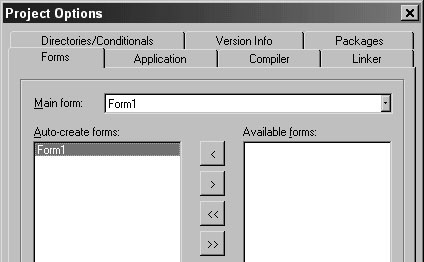 Project Options
Directories/Conditionals Version Info Packages
Forms Application Compiler Linker
Main form: Form1
Auto-create forms: Available forms:
Form1
<
>
<<
>>